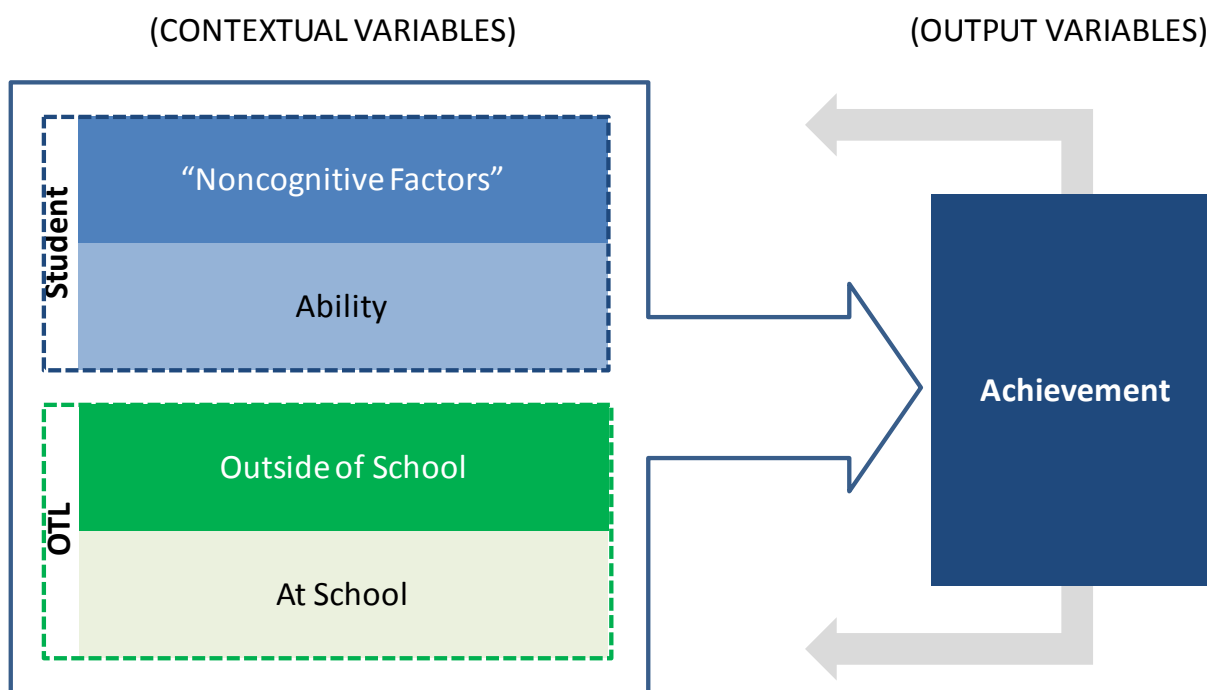 (CONTEXTUAL VARIABLES)
(OUTPUT VARIABLES)
Student
“Noncognitive Factors”
Ability
OTL
Outside of School
At School
Achievement